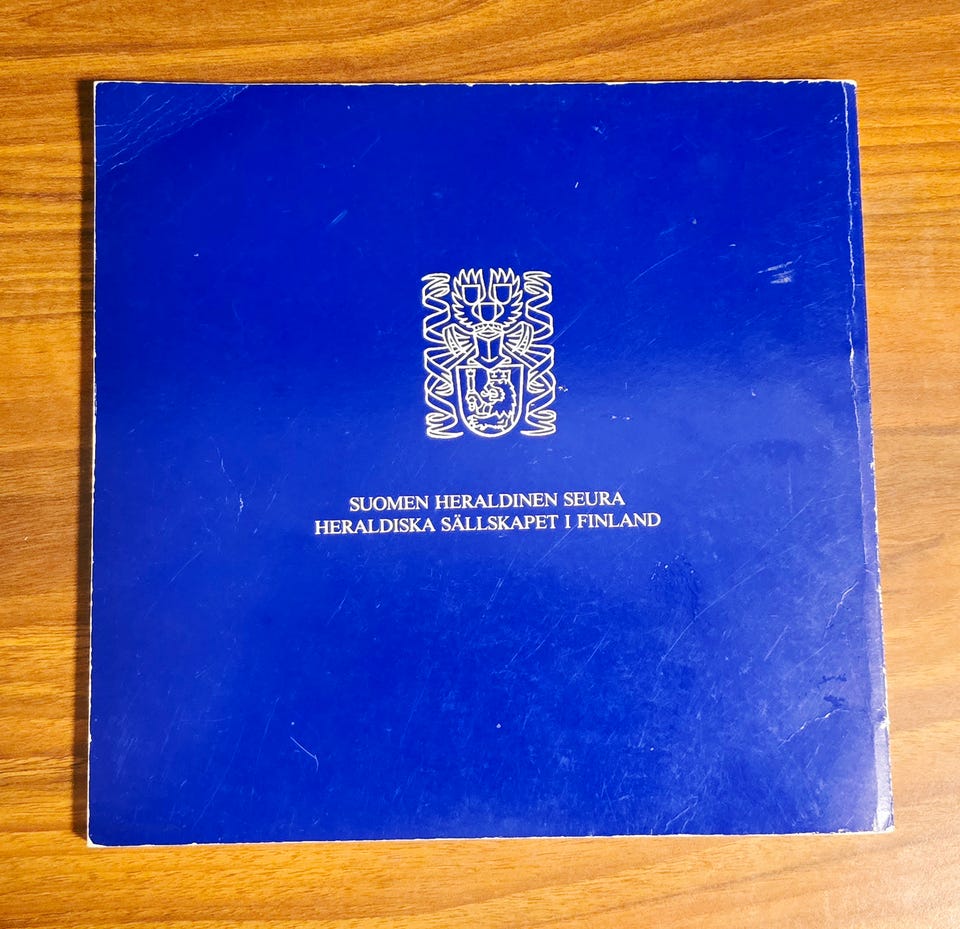 SUOMEN HERALDINEN SEURA
HERALDISKA SÄLLSKAPET I FINLAND